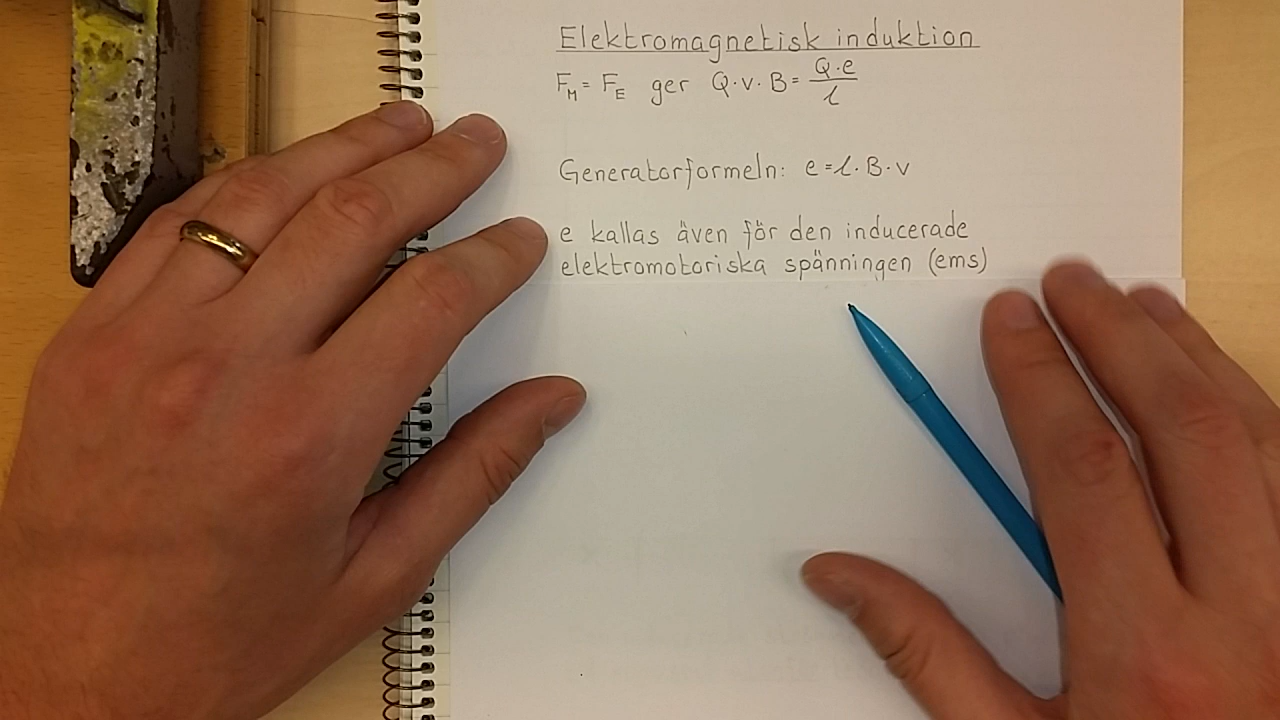 Elektromagnetisk induktion
F_M = F_E ger Q·v·B = Q·e/l
Generatorformeln: e=l·B·v
e kallas även för den inducerade
elektromotoriska spänningen (ems)